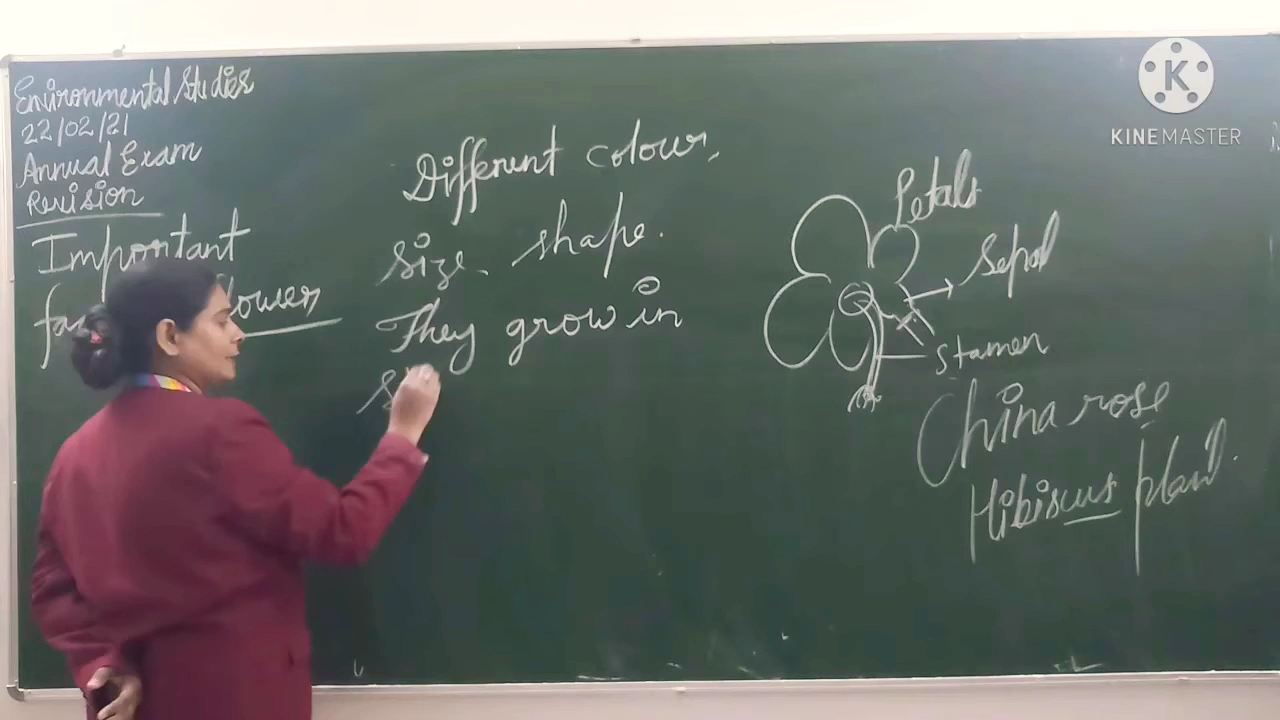 Environmental Studies
22/02/21
Annual Exam
Revision
Important
Different colour,
size, shape.
They grow in
Petals
Sepal
Stamen
China rose
Hibiscus plant.
K
KINEMASTER